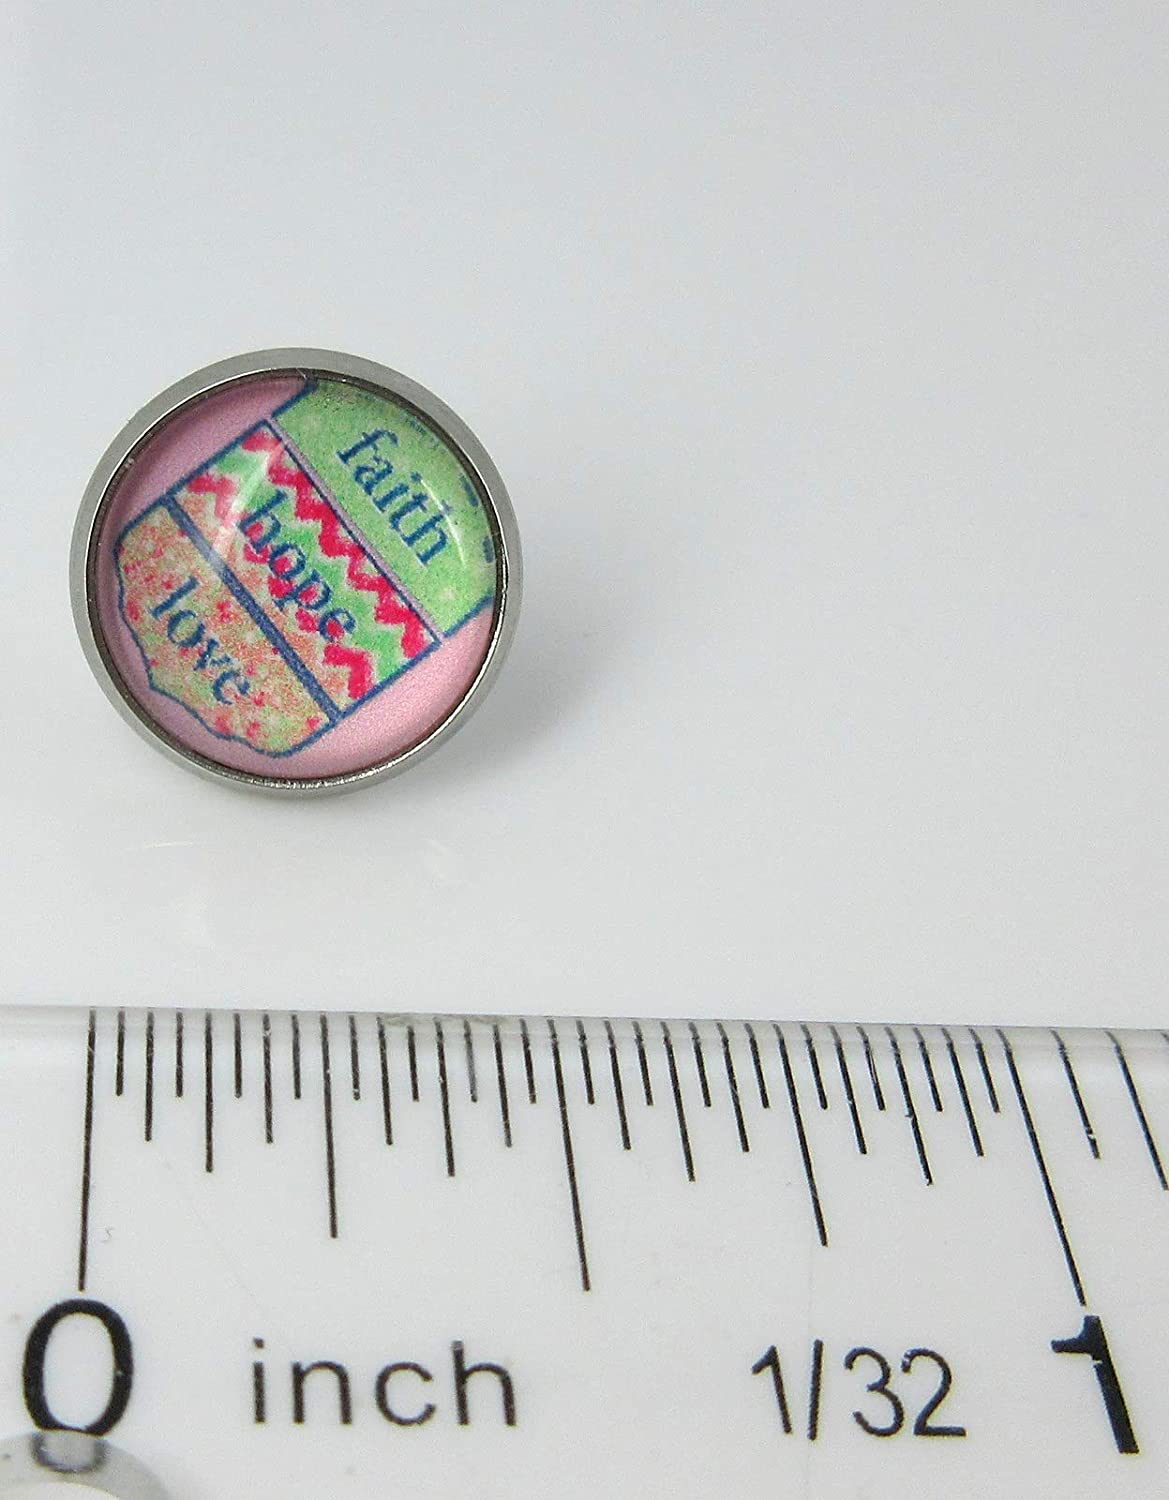 faith
hope
love
0 inch 1/32 1